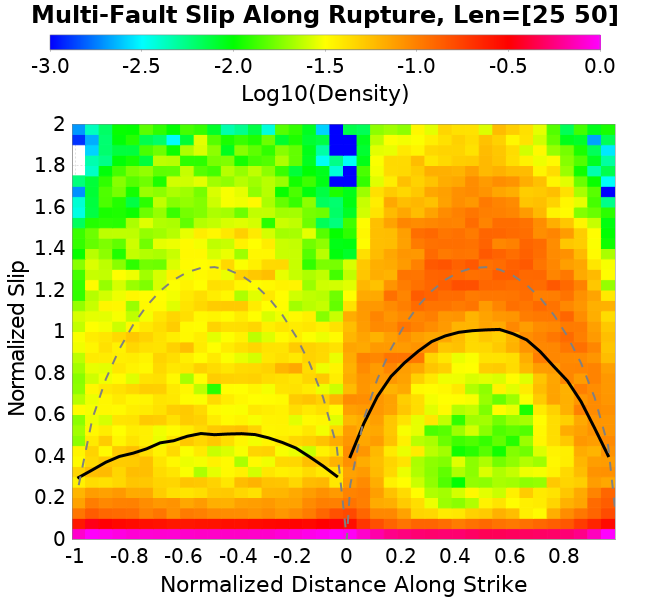 Multi-Fault Slip Along Rupture, Len=[25 50]
-3.0 -2.5 -2.0 -1.5 -1.0 -0.5 0.0
Log10(Density)
2
1.8
1.6
1.4
1.2
1
0.8
0.6
0.4
0.2
0
Normalized Slip
-1 -0.8 -0.6 -0.4 -0.2 0 0.2 0.4 0.6 0.8
Normalized Distance Along Strike